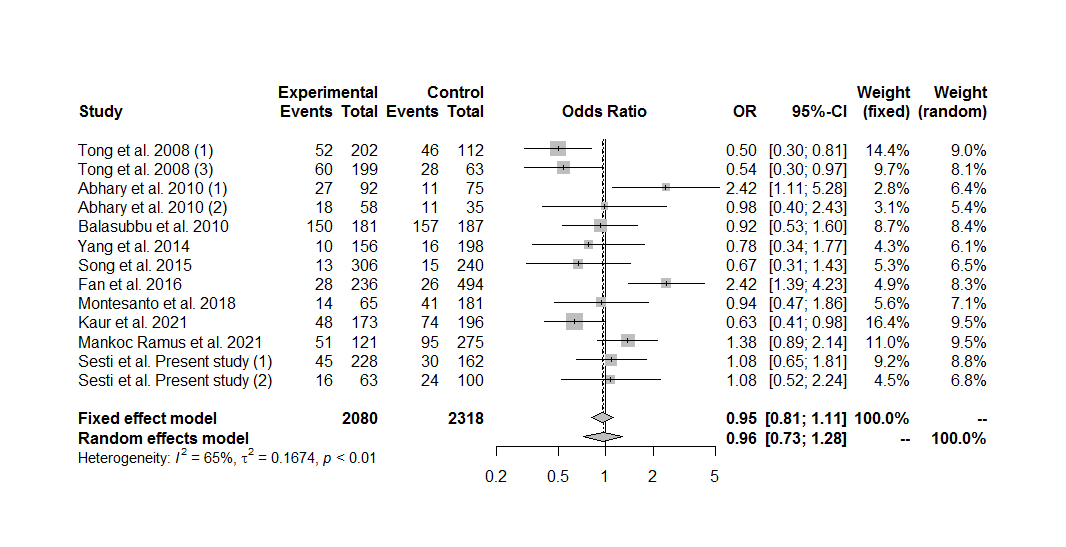 Experimental Control Weight Weight
Study Events Total Events Total Odds Ratio OR 95%-CI (fixed) (random)
Tong et al. 2008 (1) 52 202 46 112 0.50 [0.30; 0.81] 14.4% 9.0%
Tong et al. 2008 (3) 60 199 28 63 0.54 [0.30; 0.97] 7.7% 8.1%
Abhary et al. 2010 (1) 27 92 11 75 2.42 [1.11; 5.28] 2.8% 6.4%
Abhary et al. 2010 (2) 18 58 11 35 0.98 [0.40; 2.43] 3.1% 5.4%
Balasubbu et al. 2010 150 181 157 187 0.92 [0.53; 1.60] 8.7% 8.4%
Yang et al. 2014 10 156 16 198 0.78 [0.34; 1.77] 4.3% 6.1%
Song et al. 2015 13 306 15 240 0.67 [0.31; 1.43] 5.3% 6.5%
Fan et al. 2016 28 236 26 494 2.42 [1.39; 4.23] 4.9% 8.3%
Montesanto et al. 2018 14 65 41 181 0.94 [0.47; 1.86] 5.6% 7.1%
Kaur et al. 2021 48 173 74 196 0.63 [0.41; 0.98] 16.4% 9.5%
Mankoc Ramus et al. 2021 51 121 95 275 1.38 [0.89; 2.14] 11.0% 9.5%
Sesti et al. Present study (1) 45 228 30 162 1.08 [0.65; 1.81] 9.2% 8.8%
Sesti et al. Present study (2) 16 63 24 100 1.08 [0.52; 2.24] 4.5% 6.8%
Fixed effect model 2080 2318 0.95 [0.81; 1.11] 100.0% --
Random effects model 0.96 [0.73; 1.28] -- 100.0%
Heterogeneity: I² = 65%, τ² = 0.1674, p < 0.01
0.2 0.5 1 2 5